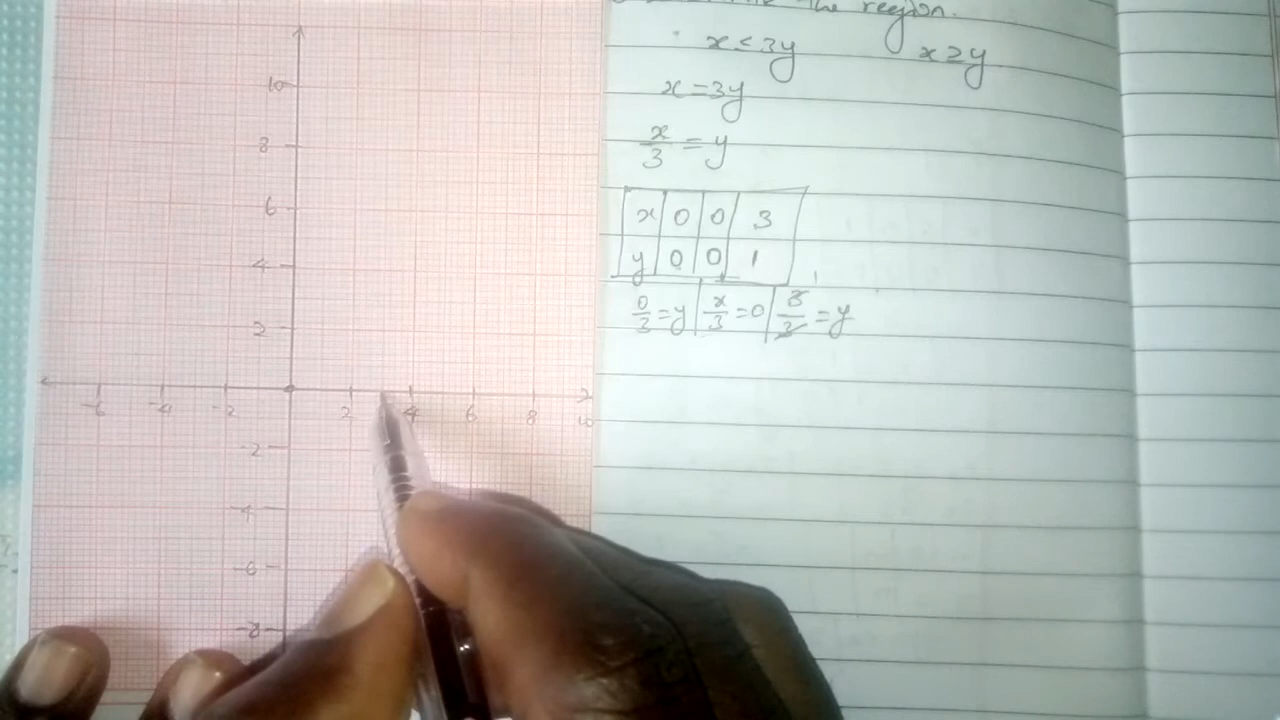 the region.
x ≤ 3y x ≥ y
x = 3y
x/3 = y
x 0 0 3
y 0 0 1
0/3 = y x/3 = 0 3/3 = y
10
8
6
4
2
-6 -4 -2 2 4 6 8 10
x
-2
-4
-6
-8